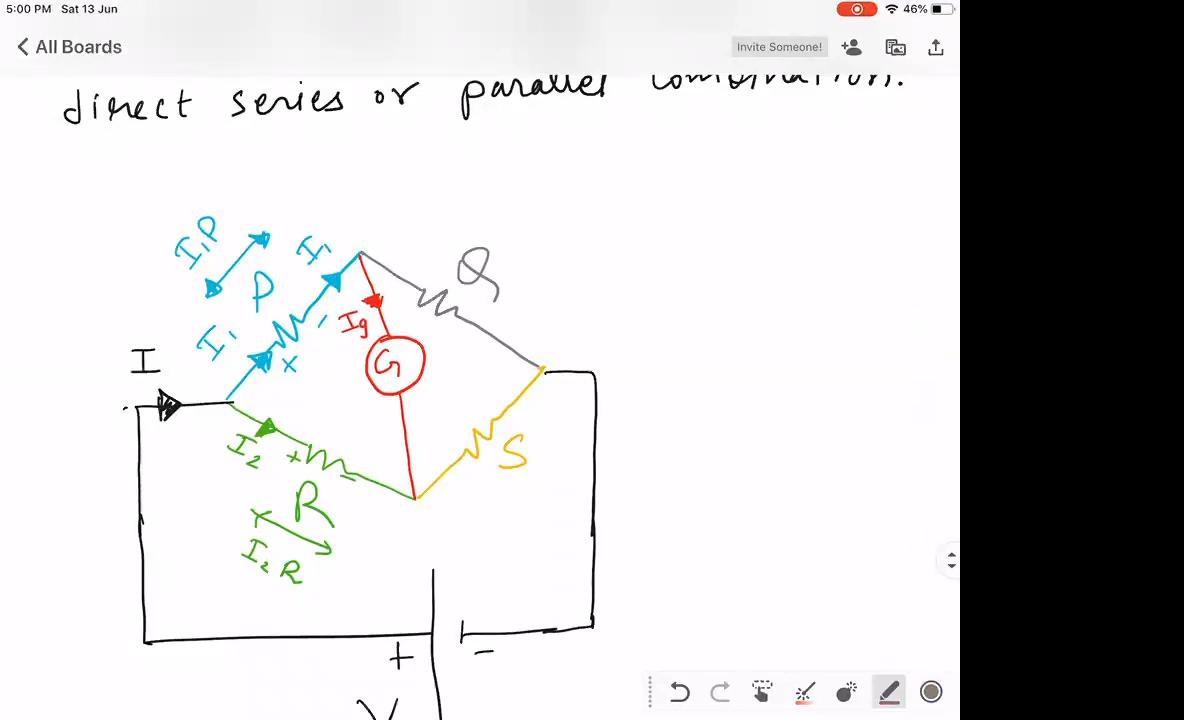 5:00 PM Sat 13 Jun 46%
All Boards Invite Someone!
direct series or parallel combination.
I₁P
P
I₁
I₁
Q
Ig
G
I
+
-
I₂
+
-
R
I₂R
S
+
-
V